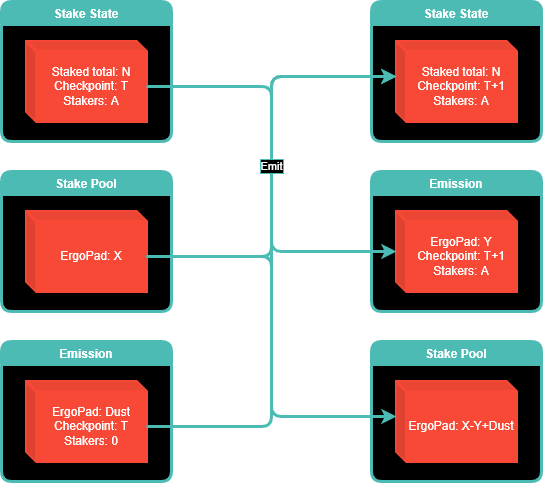 Stake State
Staked total: N
Checkpoint: T
Stakers: A
Stake Pool
ErgoPad: X
Emission
ErgoPad: Dust
Checkpoint: T
Stakers: 0
Emit
Stake State
Staked total: N
Checkpoint: T+1
Stakers: A
Emission
ErgoPad: Y
Checkpoint: T+1
Stakers: A
Stake Pool
ErgoPad: X-Y+Dust